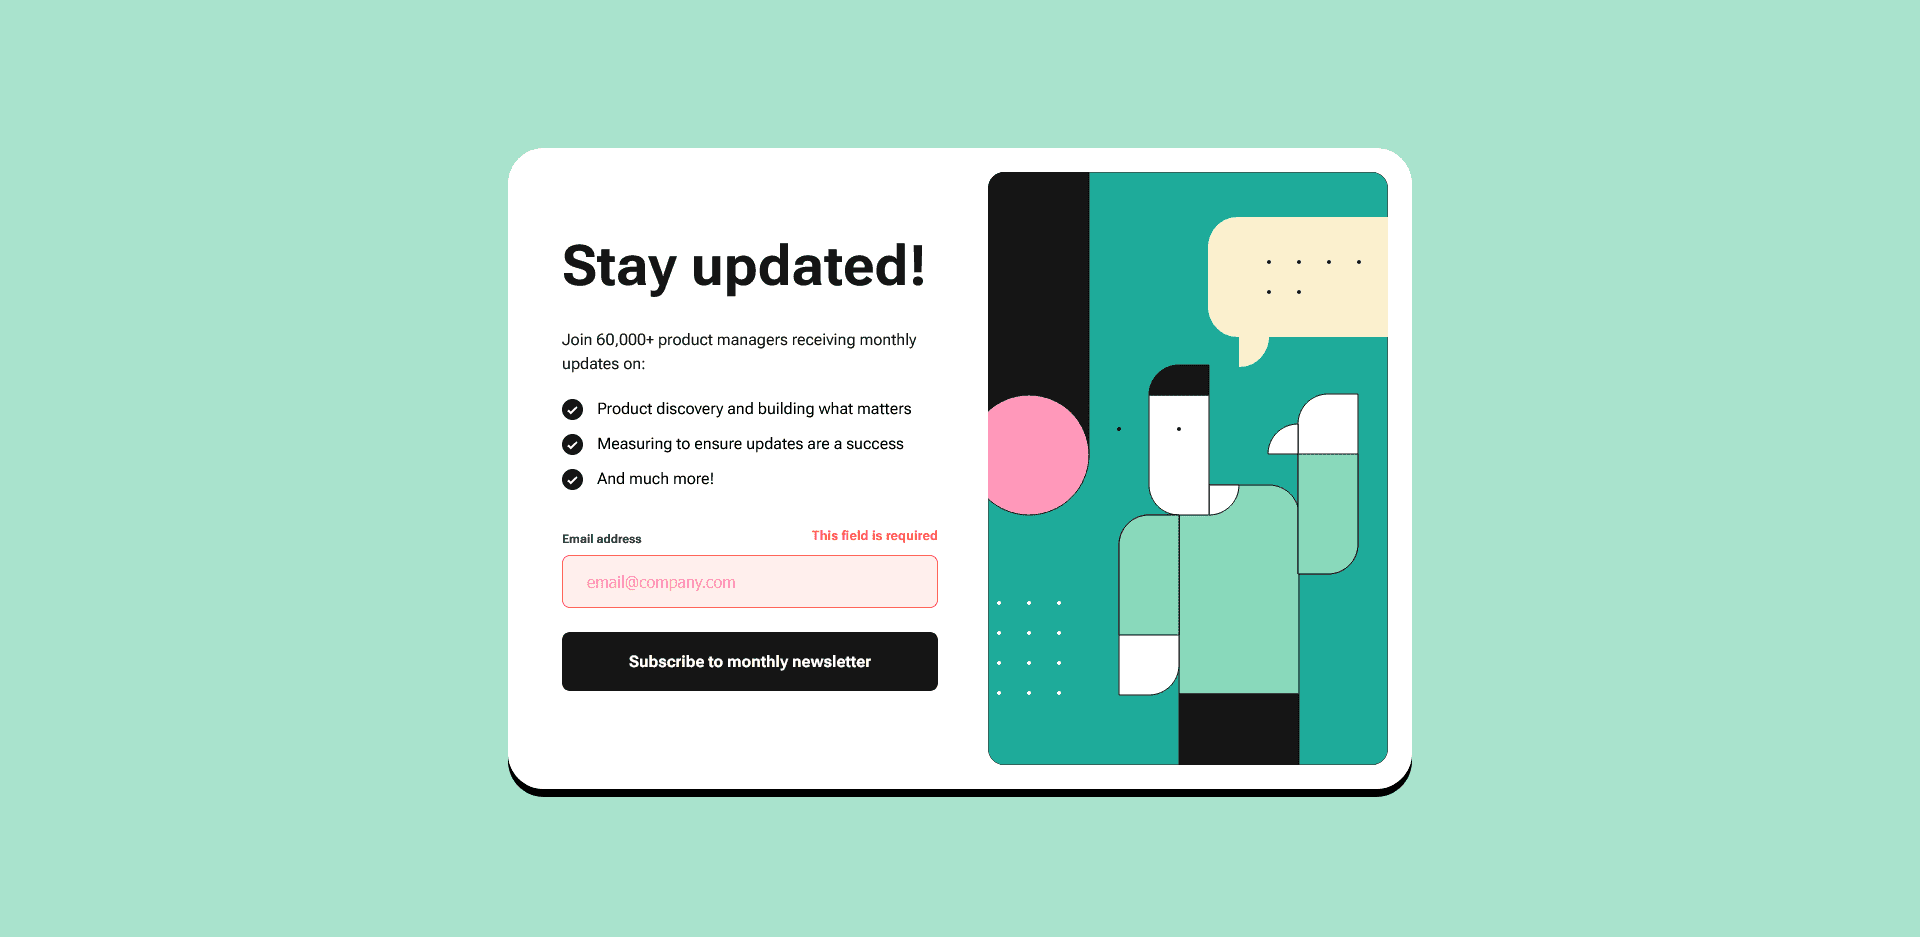 Stay updated!
Join 60,000+ product managers receiving monthly
updates on:
Product discovery and building what matters
Measuring to ensure updates are a success
And much more!
Email address
This field is required
email@company.com
Subscribe to monthly newsletter